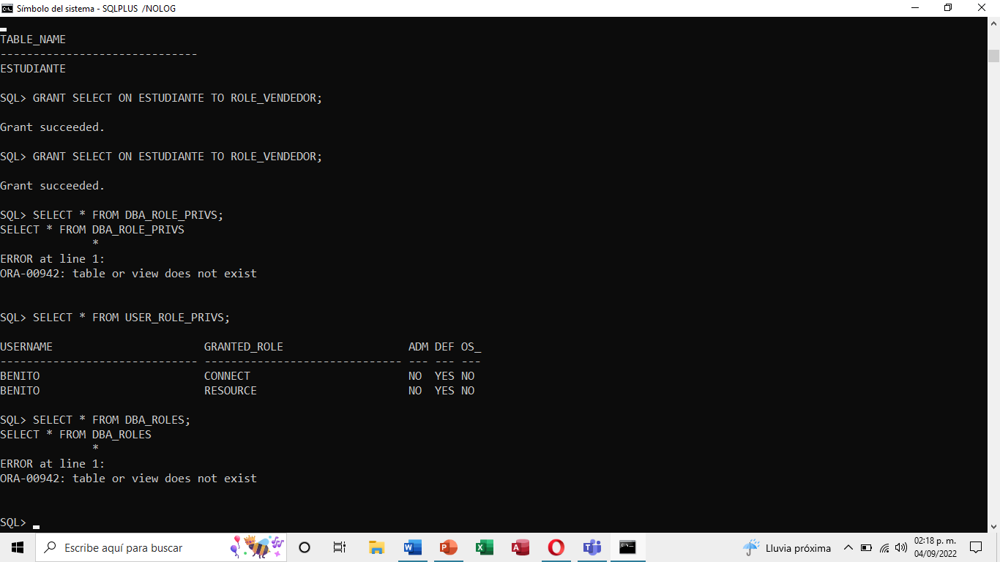 Símbolo del sistema - SQLPLUS /NOLOG
TABLE_NAME
------------------------------
ESTUDIANTE
SQL> GRANT SELECT ON ESTUDIANTE TO ROLE_VENDEDOR;
Grant succeeded.
SQL> GRANT SELECT ON ESTUDIANTE TO ROLE_VENDEDOR;
Grant succeeded.
SQL> SELECT * FROM DBA_ROLE_PRIVS;
SELECT * FROM DBA_ROLE_PRIVS
*
ERROR at line 1:
ORA-00942: table or view does not exist
SQL> SELECT * FROM USER_ROLE_PRIVS;
USERNAME                       GRANTED_ROLE                   ADM DEF OS_
------------------------------ ------------------------------ --- --- ---
BENITO                         CONNECT                        NO  YES NO
BENITO                         RESOURCE                       NO  YES NO
SQL> SELECT * FROM DBA_ROLES;
SELECT * FROM DBA_ROLES
*
ERROR at line 1:
ORA-00942: table or view does not exist
SQL>
Escribe aquí para buscar
Lluvia próxima
02:18 p. m.
04/09/2022